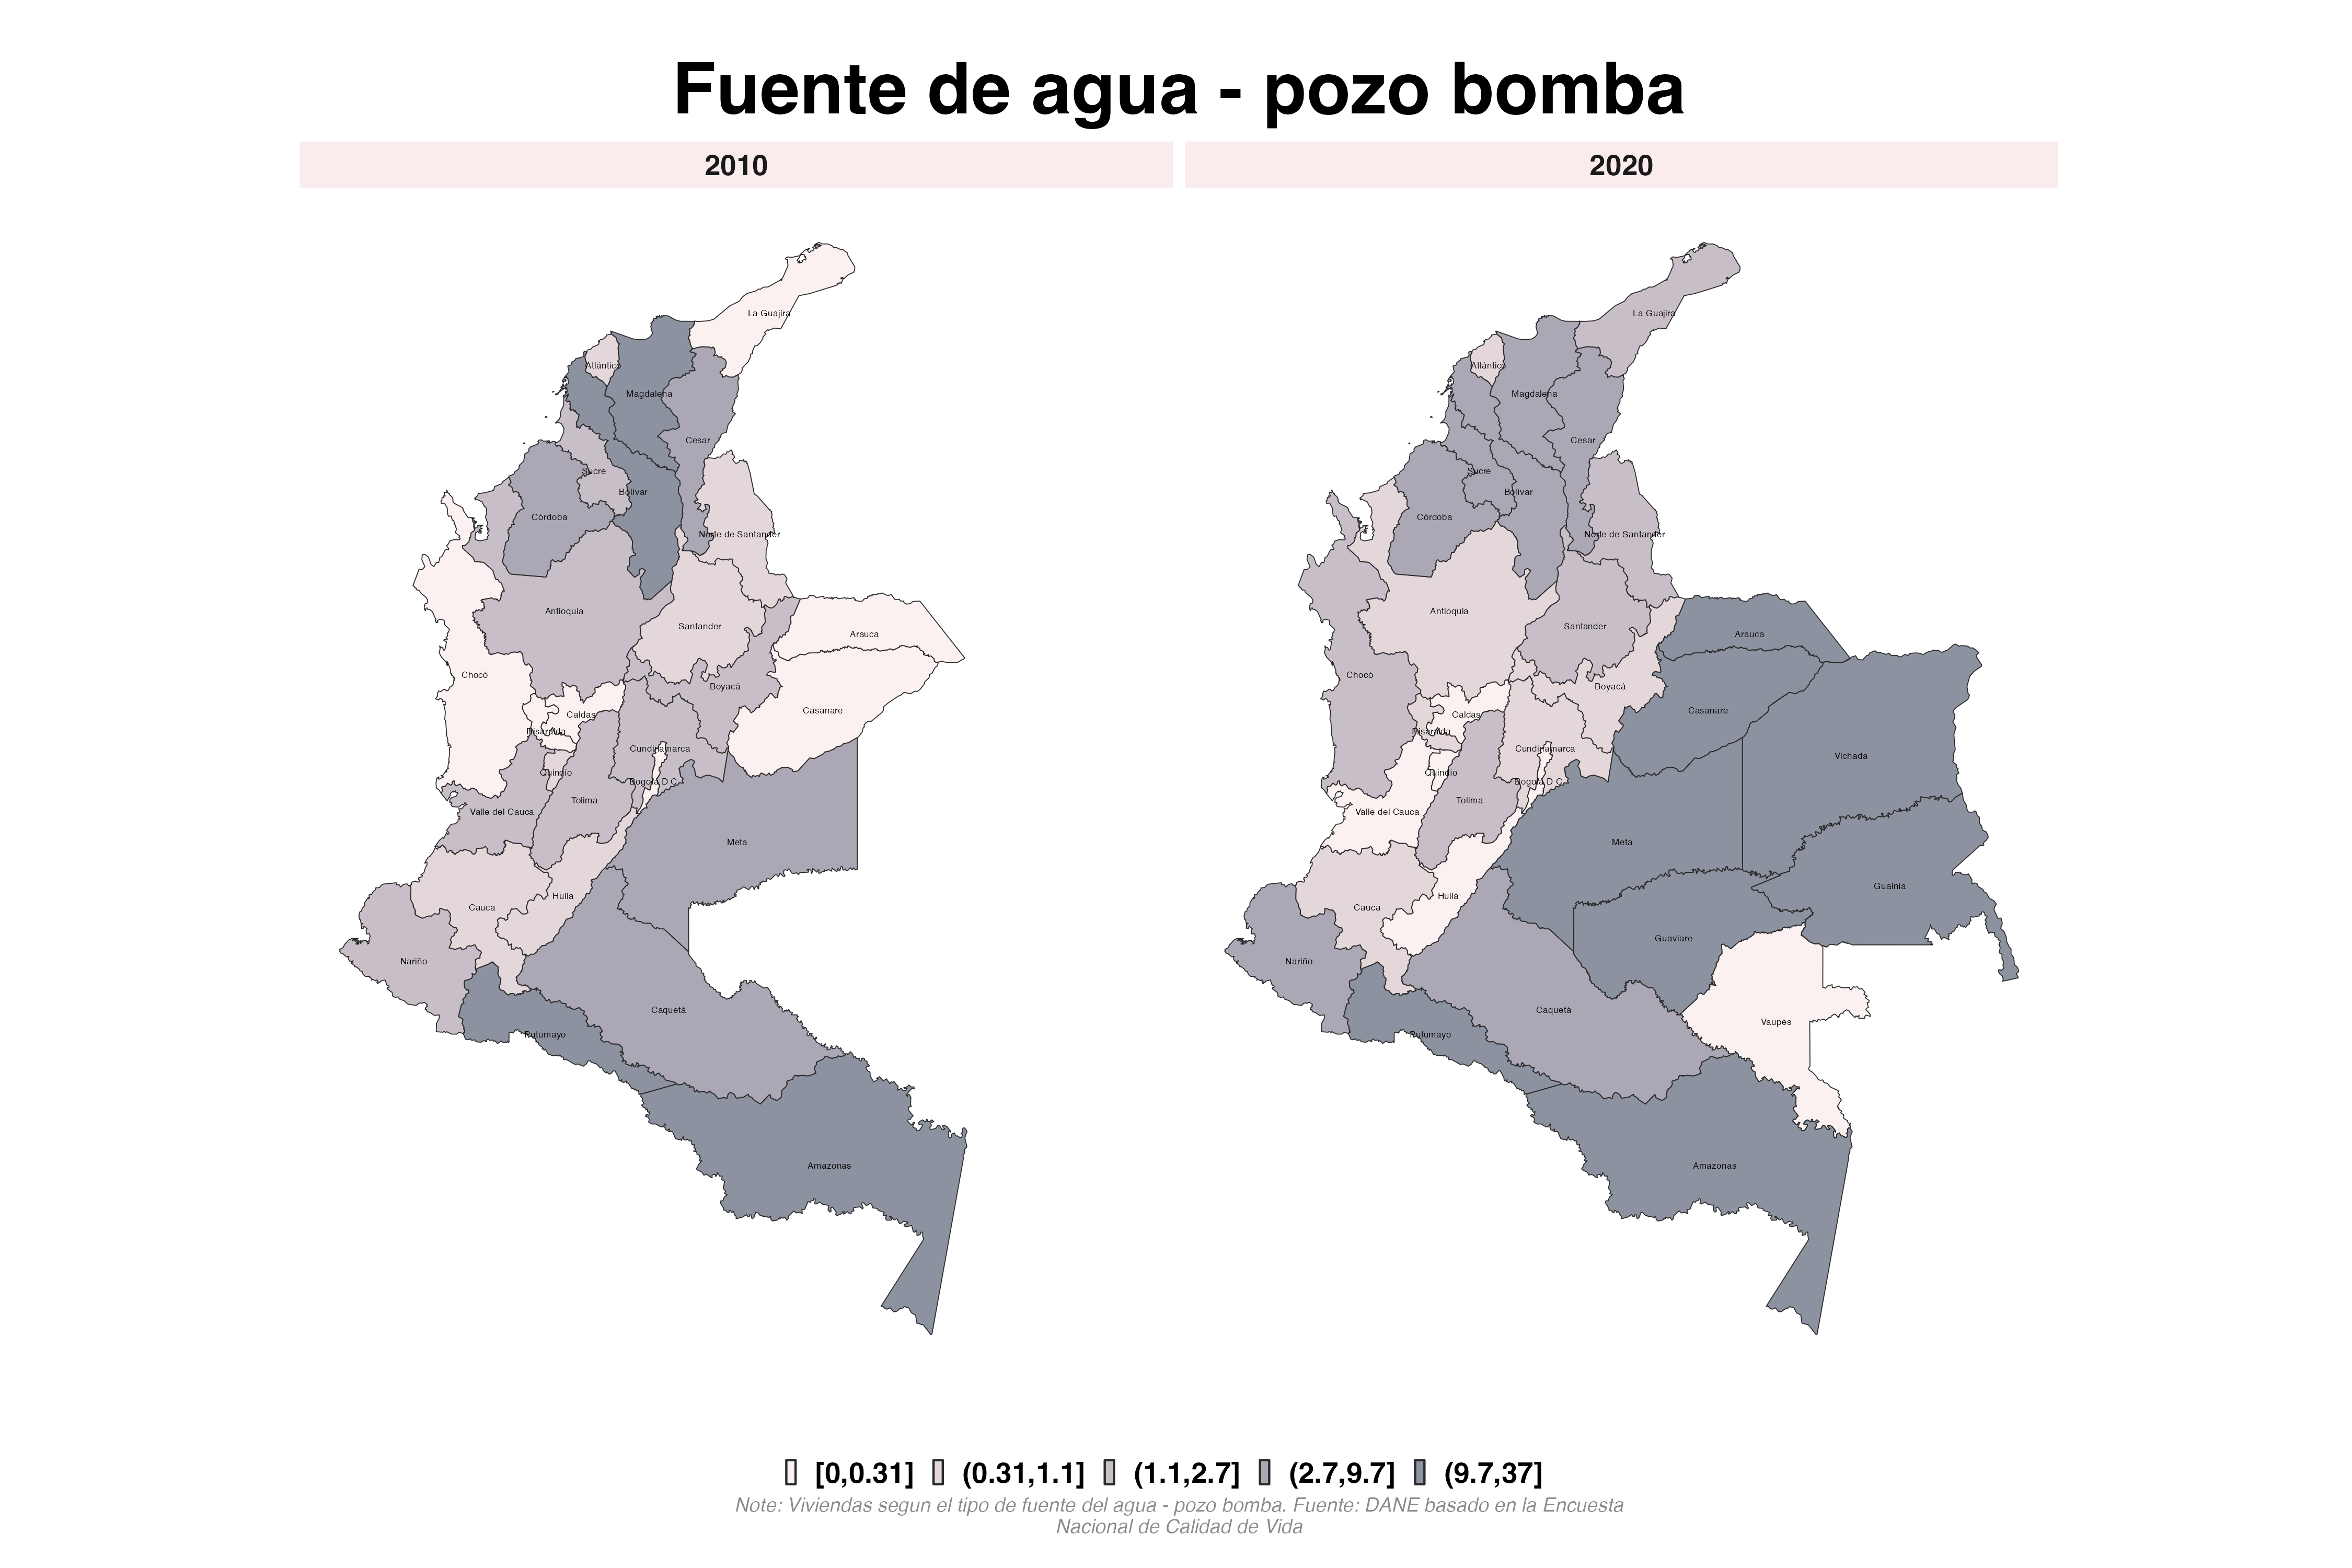 Fuente de agua - pozo bomba
2010
2020
La Guajira
Atlántico
Magdalena
Cesar
Sucre
Bolívar
Córdoba
Norte de Santander
Antioquia
Santander
Arauca
Chocó
Boyacá
Casanare
Caldas
Risaralda
Cundinamarca
Quindío
Bogotá D.C.
Tolima
Valle del Cauca
Meta
Huila
Cauca
Nariño
Caquetá
Putumayo
Amazonas
La Guajira
Atlántico
Magdalena
Cesar
Sucre
Bolívar
Córdoba
Norte de Santander
Antioquia
Santander
Arauca
Chocó
Boyacá
Casanare
Caldas
Risaralda
Cundinamarca
Vichada
Quindío
Bogotá D.C.
Tolima
Valle del Cauca
Meta
Guainía
Huila
Cauca
Guaviare
Nariño
Caquetá
Vaupés
Putumayo
Amazonas
[0,0.31] (0.31,1.1] (1.1,2.7] (2.7,9.7] (9.7,37]
Note: Viviendas segun el tipo de fuente del agua - pozo bomba. Fuente: DANE basado en la Encuesta
Nacional de Calidad de Vida